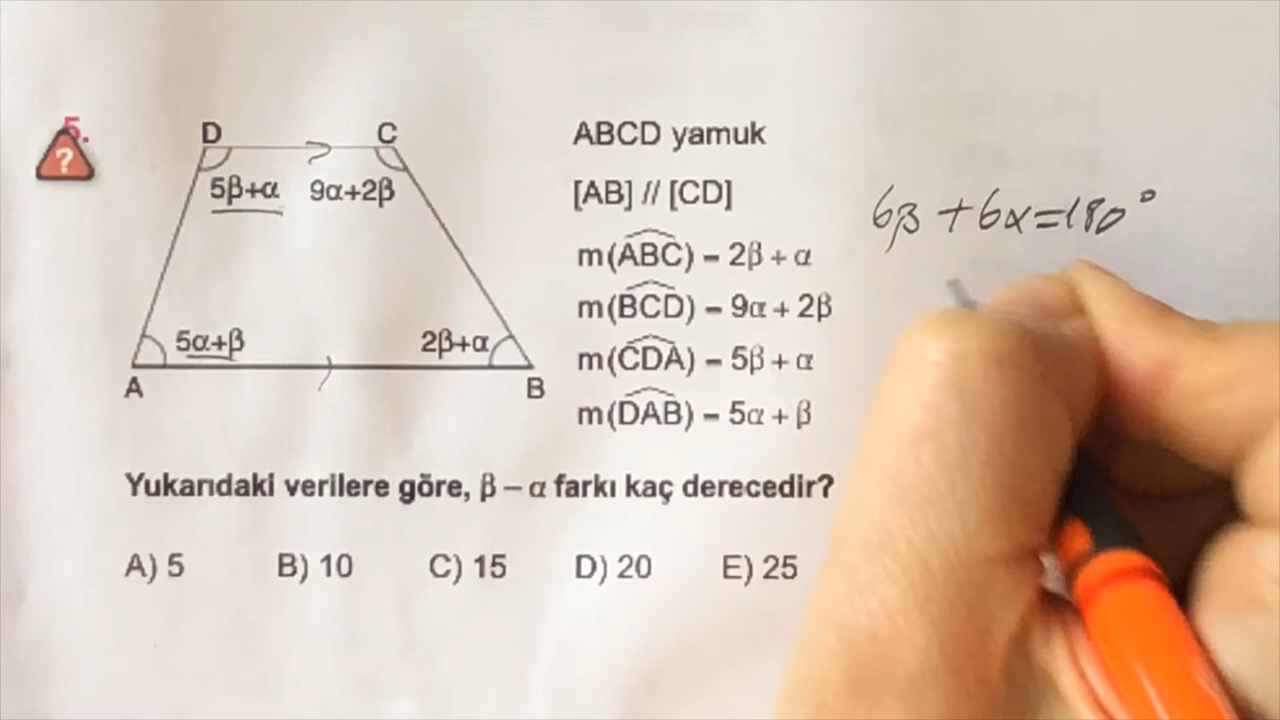 5.
?
D C
5β+α 9α+2β
5α+β 2β+α
A B
ABCD yamuk
[AB] // [CD]
m(ABC) = 2β + α
m(BCD) = 9α + 2β
m(CDA) = 5β + α
m(DAB) = 5α + β
6β + 6α = 180°
Yukarıdaki verilere göre, β – α farkı kaç derecedir?
A) 5 B) 10 C) 15 D) 20 E) 25